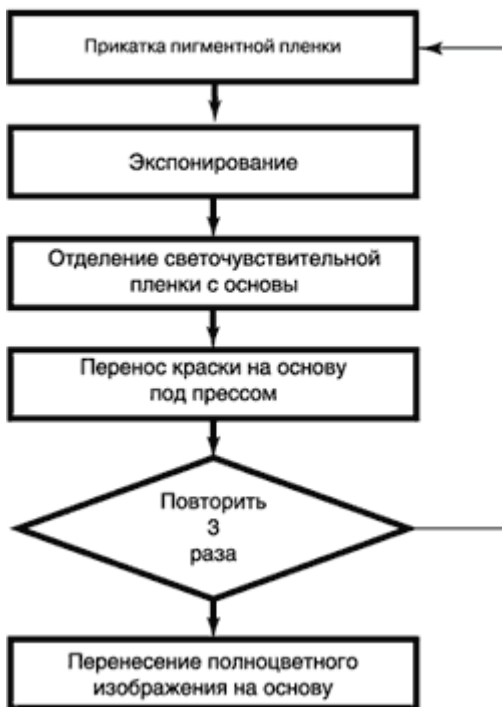 Прикатка пигментной пленки
Экспонирование
Отделение светочувствительной
пленки с основы
Перенос краски на основу
под прессом
Повторить
3
раза
Перенесение полноцветного
изображения на основу